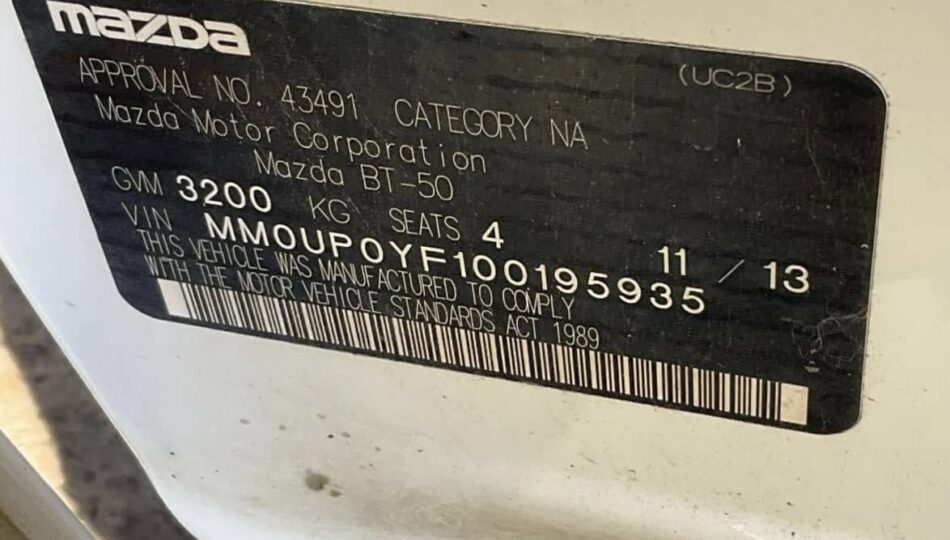 mazda
(UC2B)
APPROVAL NO. 43491 CATEGORY NA
Mazda Motor Corporation
Mazda BT-50
GVM 3200 KG SEATS 4 11 / 13
VIN MM0UP0YF100195935
THIS VEHICLE WAS MANUFACTURED TO COMPLY
WITH THE MOTOR VEHICLE STANDARDS ACT 1989